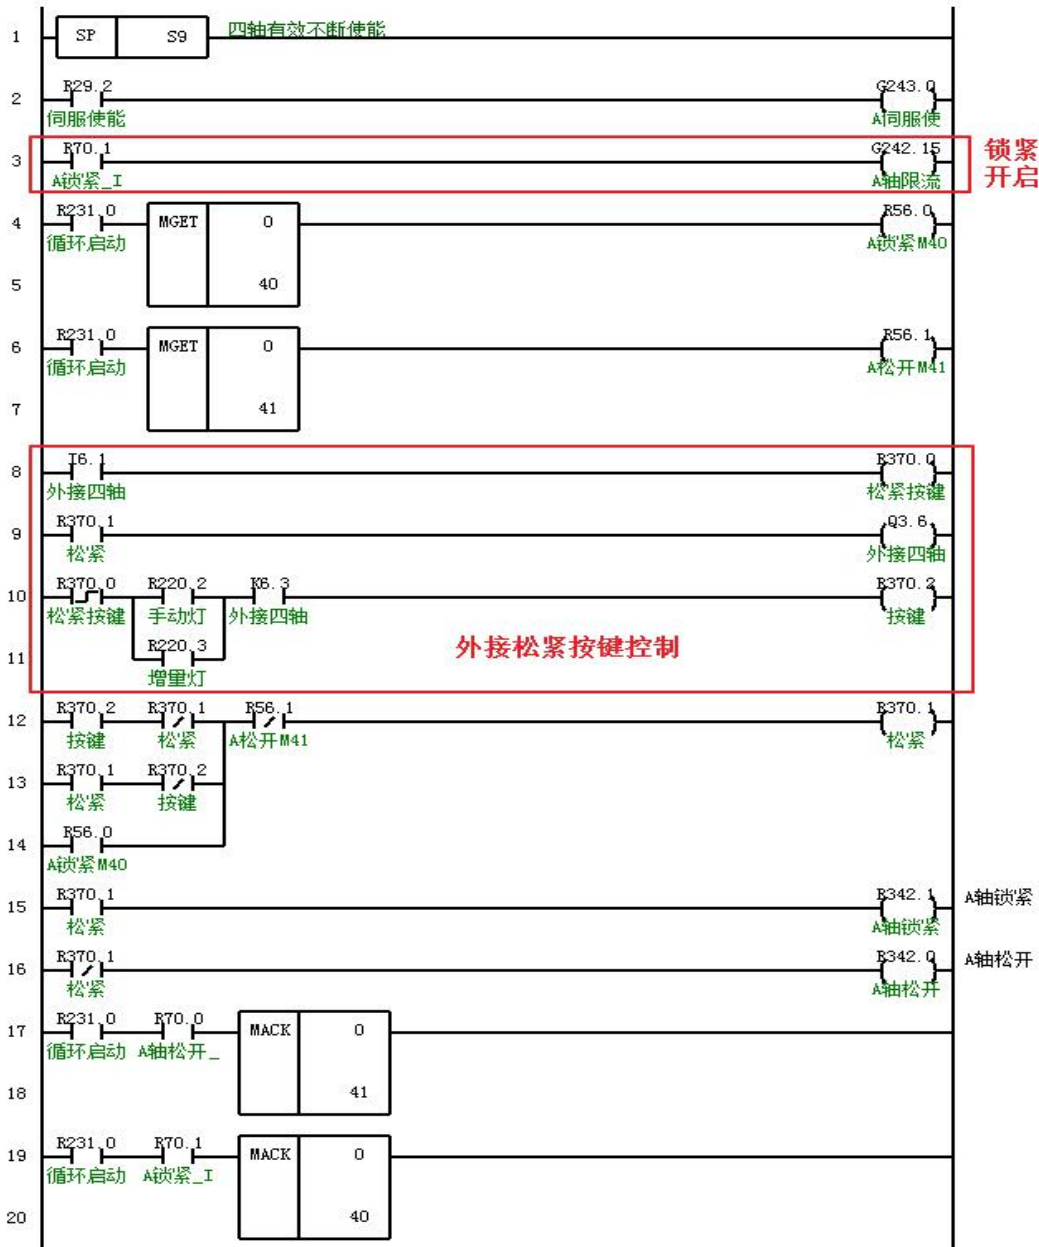 1 SP S9 四轴有效不断使能
R29.2 G243.0
2
伺服使能 A伺服使
R70.1 G242.15 锁紧
3 开启
A锁紧_I A轴限流
R231.0 MGET 0 R56.0
4
循环启动 A锁紧M40
5 40
R231.0 MGET 0 R56.1
6
循环启动 A松开M41
7 41
I6.1 R370.0
8
外接四轴 松紧按键
R370.1 Q3.6
9
松紧 外接四轴
R370.0 R220.2 K6.3 R370.2
10
松紧按键 手动灯 外接四轴 按键
R220.3 外接松紧按键控制
11
增量灯
R370.2 R370.1 R56.1 R370.1
12
按键 松紧 A松开M41 松紧
R370.1 R370.2
13
松紧 按键
R56.0
14
A锁紧M40
R370.1 R342.1 A轴锁紧
15
松紧 A轴锁紧
R370.1 R342.0 A轴松开
16
松紧 A轴松开
R231.0 R70.0 MACK 0
17
循环启动 A轴松开_
18 41
R231.0 R70.1 MACK 0
19
循环启动 A锁紧_I
20 40